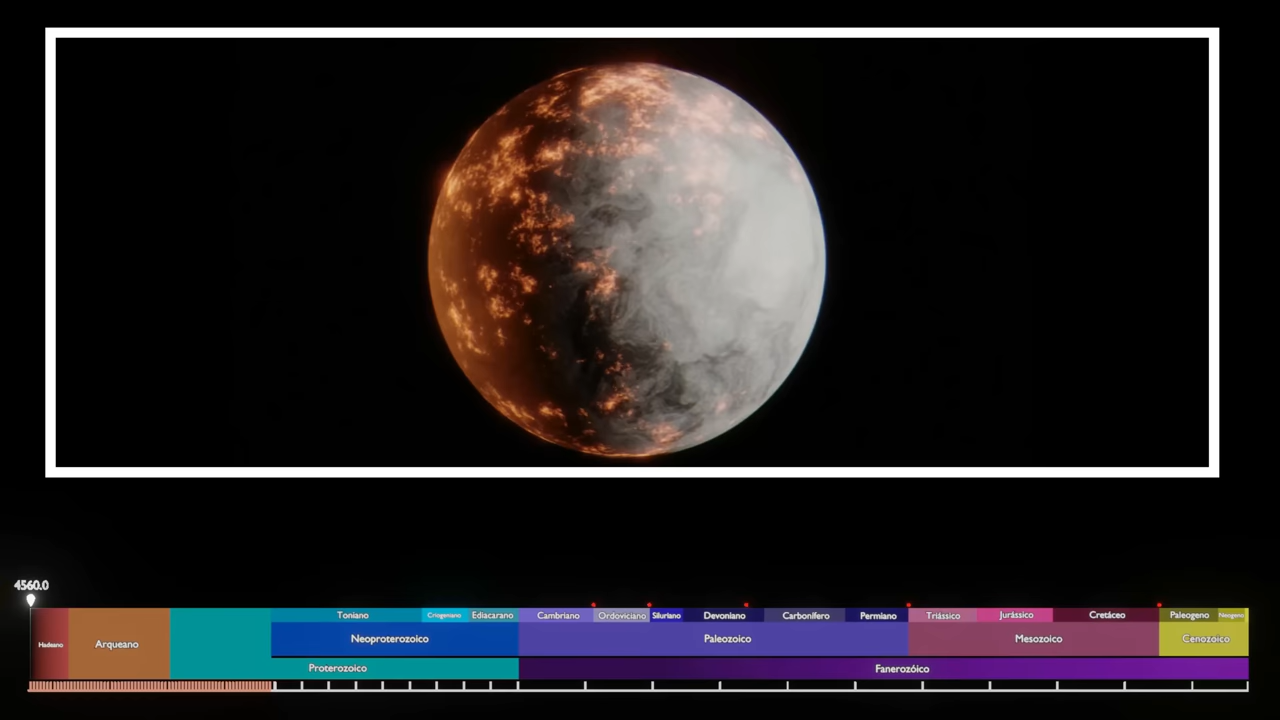 4560.0
Toniano Criogeniano Ediacarano Cambriano Ordoviciano Siluriano Devoniano Carbonífero Permiano Triássico Jurássico Cretáceo Paleogeno Neogeno
Hadeano Arqueano Neoproterozoico Paleozoico Mesozoico Cenozoico
Proterozoico Fanerozóico